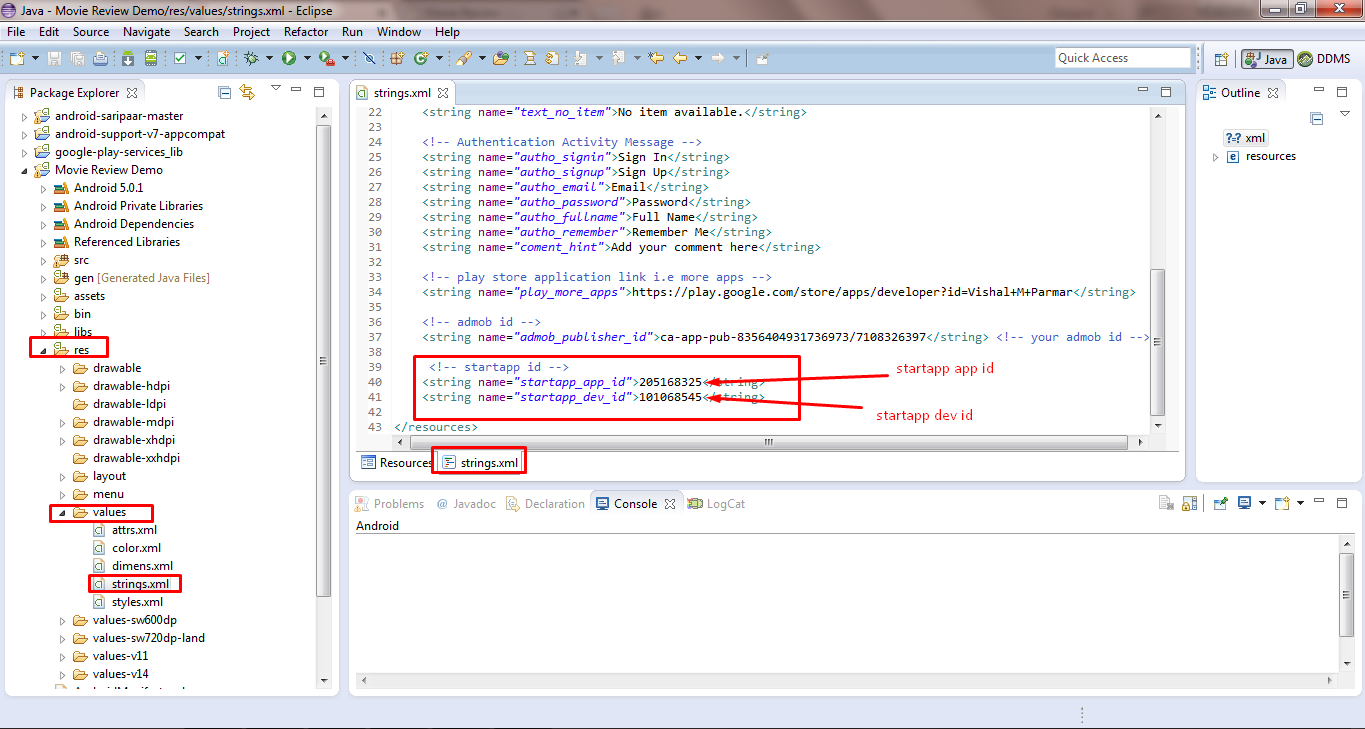 Java - Movie Review Demo/res/values/strings.xml - Eclipse
File Edit Source Navigate Search Project Refactor Run Window Help
Quick Access
Java
DDMS
Package Explorer
android-saripaar-master
android-support-v7-appcompat
google-play-services_lib
Movie Review Demo
Android 5.0.1
Android Private Libraries
Android Dependencies
Referenced Libraries
src
gen [Generated Java Files]
assets
bin
libs
res
drawable
drawable-hdpi
drawable-ldpi
drawable-mdpi
drawable-xhdpi
drawable-xxhdpi
layout
menu
values
attrs.xml
color.xml
dimens.xml
strings.xml
styles.xml
values-sw600dp
values-sw720dp-land
values-v11
values-v14
strings.xml
22 <string name="text_no_item">No item available.</string>
23
24 <!-- Authentication Activity Message -->
25 <string name="autho_signin">Sign In</string>
26 <string name="autho_signup">Sign Up</string>
27 <string name="autho_email">Email</string>
28 <string name="autho_password">Password</string>
29 <string name="autho_fullname">Full Name</string>
30 <string name="autho_remember">Remember Me</string>
31 <string name="coment_hint">Add your comment here</string>
32
33 <!-- play store application link i.e more apps -->
34 <string name="play_more_apps">https://play.google.com/store/apps/developer?id=Vishal+M+Parmar</string>
35
36 <!-- admob id -->
37 <string name="admob_publisher_id">ca-app-pub-8356404931736973/7108326397</string> <!-- your admob id -->
38
39 <!-- startapp id -->
40 <string name="startapp_app_id">205168325</string>
41 <string name="startapp_dev_id">101068545</string>
42
43 </resources>
startapp app id
startapp dev id
Resources
strings.xml
Outline
?=? xml
e resources
Problems
@ Javadoc
Declaration
Console
LogCat
Android